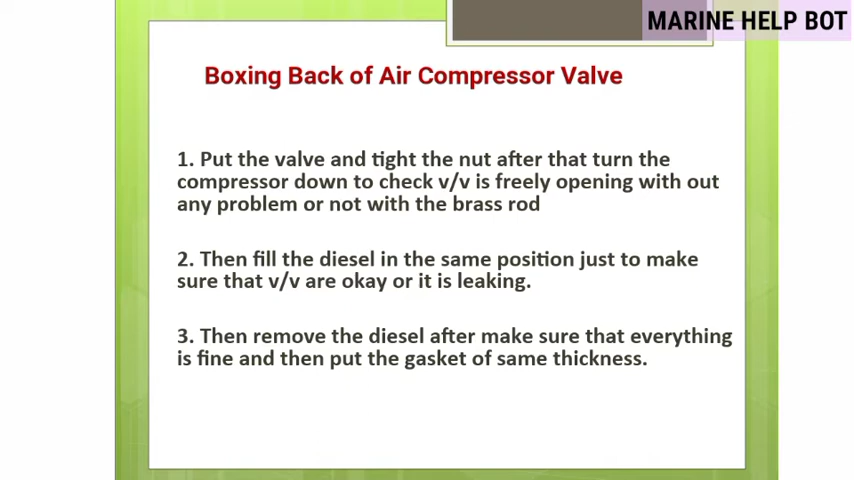 MARINE HELP BOT
Boxing Back of Air Compressor Valve
1. Put the valve and tight the nut after that turn the
compressor down to check v/v is freely opening with out
any problem or not with the brass rod
2. Then fill the diesel in the same position just to make
sure that v/v are okay or it is leaking.
3. Then remove the diesel after make sure that everything
is fine and then put the gasket of same thickness.